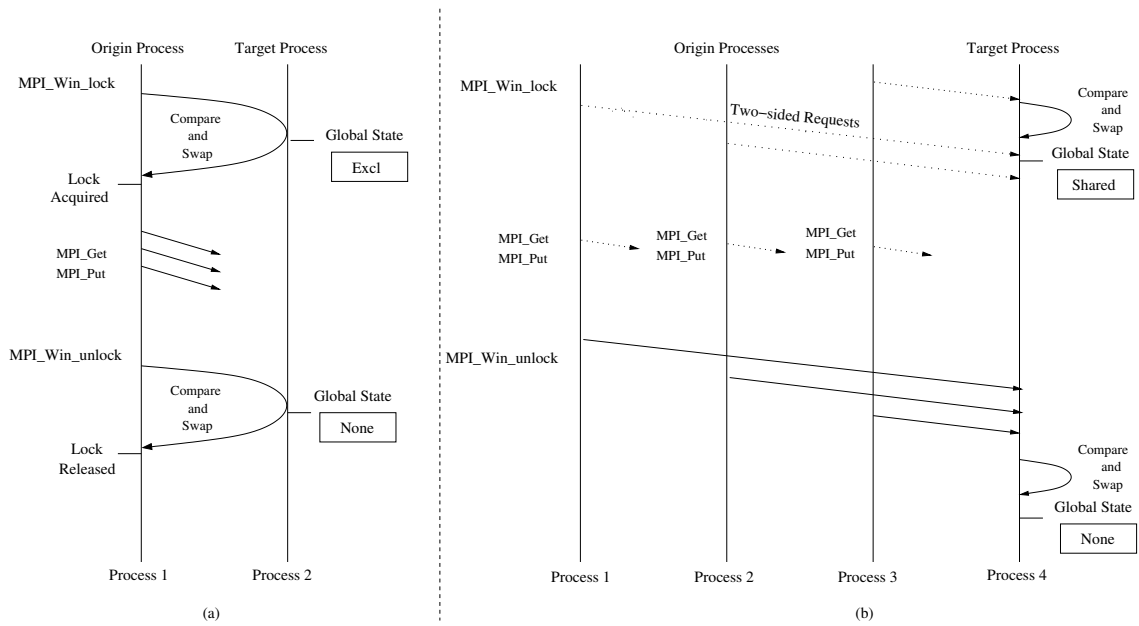 Origin Process
Target Process
MPI_Win_lock
Compare
and
Swap
Global State
Excl
Lock
Acquired
MPI_Get
MPI_Put
MPI_Win_unlock
Compare
and
Swap
Global State
None
Lock
Released
Process 1
Process 2
(a)
Origin Processes
Target Process
MPI_Win_lock
Two-sided Requests
Compare
and
Swap
Global State
Shared
MPI_Get
MPI_Put
MPI_Get
MPI_Put
MPI_Get
MPI_Put
MPI_Win_unlock
Compare
and
Swap
Global State
None
Process 1
Process 2
Process 3
Process 4
(b)